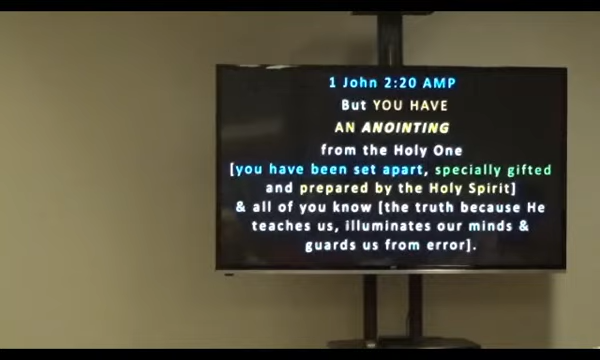 1 John 2:20 AMP
But YOU HAVE
AN ANOINTING
from the Holy One
[you have been set apart, specially gifted
and prepared by the Holy Spirit]
& all of you know [the truth because He
teaches us, illuminates our minds &
guards us from error].